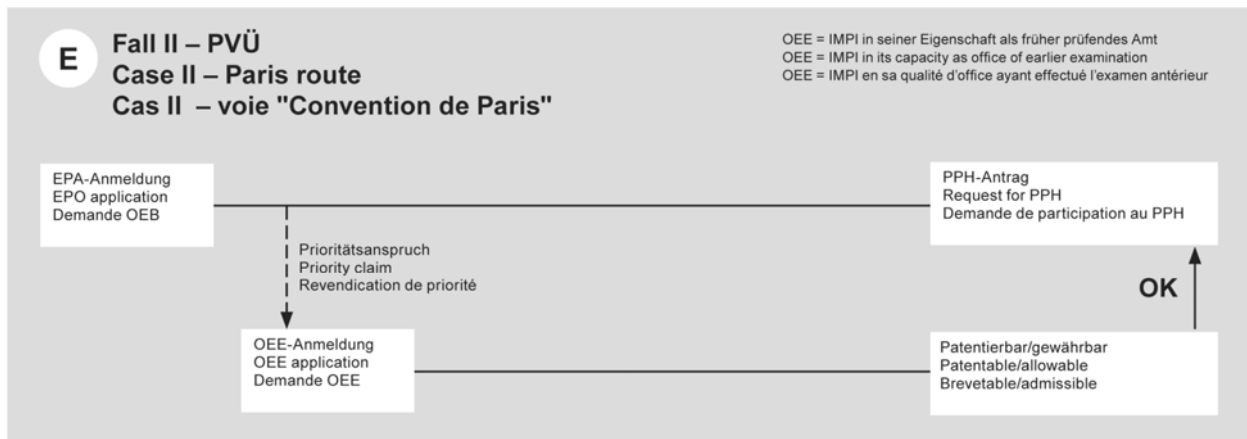 E
Fall II – PVÜ
Case II – Paris route
Cas II – voie "Convention de Paris"
OEE = IMPI in seiner Eigenschaft als früher prüfendes Amt
OEE = IMPI in its capacity as office of earlier examination
OEE = IMPI en sa qualité d'office ayant effectué l'examen antérieur
EPA-Anmeldung
EPO application
Demande OEB
PPH-Antrag
Request for PPH
Demande de participation au PPH
Prioritätsanspruch
Priority claim
Revendication de priorité
OK
OEE-Anmeldung
OEE application
Demande OEE
Patentierbar/gewährbar
Patentable/allowable
Brevetable/admissible